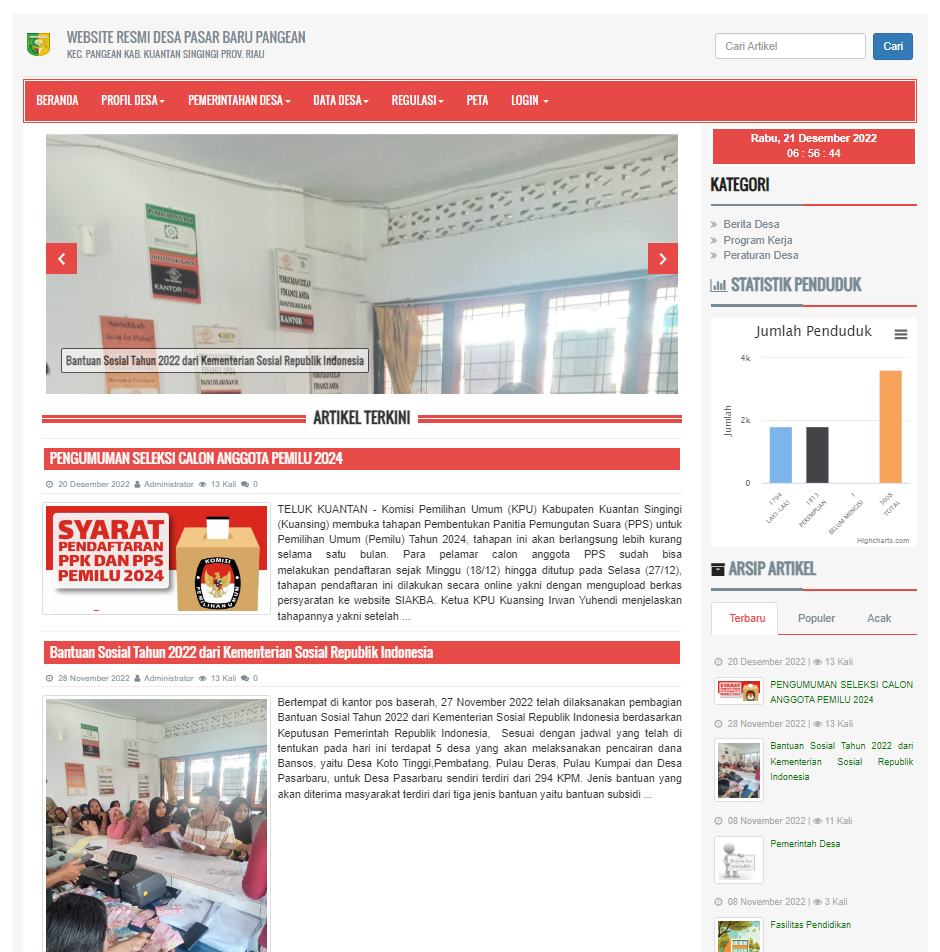 WEBSITE RESMI DESA PASAR BARU PANGEAN
KEC. PANGEAN KAB. KUANTAN SINGINGI PROV. RIAU
Cari Artikel
Cari
BERANDA
PROFIL DESA
PEMERINTAHAN DESA
DATA DESA
REGULASI
PETA
LOGIN
KANTOR POS
KANTOR
Bantuan Sosial Tahun 2022 dari Kementerian Sosial Republik Indonesia
ARTIKEL TERKINI
PENGUMUMAN SELEKSI CALON ANGGOTA PEMILU 2024
20 Desember 2022 Administrator 13 Kali 0
SYARAT
PENDAFTARAN
PPK DAN PPS
PEMILU 2024
KOMISI
PEMILIHAN UMUM
TELUK KUANTAN - Komisi Pemilihan Umum (KPU) Kabupaten Kuantan Singingi
(Kuansing) membuka tahapan Pembentukan Panitia Pemungutan Suara (PPS) untuk
Pemilihan Umum (Pemilu) Tahun 2024, tahapan ini akan berlangsung lebih kurang
selama satu bulan. Para pelamar calon anggota PPS sudah bisa
melakukan pendaftaran sejak Minggu (18/12) hingga ditutup pada Selasa (27/12),
tahapan pendaftaran ini dilakukan secara online yakni dengan mengupload berkas
persyaratan ke website SIAKBA. Ketua KPU Kuansing Irwan Yuhendi menjelaskan
tahapannya yakni setelah ...
Bantuan Sosial Tahun 2022 dari Kementerian Sosial Republik Indonesia
28 November 2022 Administrator 13 Kali 0
Bertempat di kantor pos baserah, 27 November 2022 telah dilaksanakan pembagian
Bantuan Sosial Tahun 2022 dari Kementerian Sosial Republik Indonesia berdasarkan
Keputusan Pemerintah Republik Indonesia, Sesuai dengan jadwal yang telah di
tentukan pada hari ini terdapat 5 desa yang akan melaksanakan pencairan dana
Bansos, yaitu Desa Koto Tinggi,Pembatang, Pulau Deras, Pulau Kumpai dan Desa
Pasarbaru, untuk Desa Pasarbaru sendiri terdiri dari 294 KPM. Jenis bantuan yang
akan diterima masyarakat terdiri dari tiga jenis bantuan yaitu bantuan subsidi ...
Rabu, 21 Desember 2022
06 : 56 : 44
KATEGORI
» Berita Desa
» Program Kerja
» Peraturan Desa
STATISTIK PENDUDUK
Jumlah Penduduk
Jumlah
4k
2k
0
1794
LAKI-LAKI
1813
PEREMPUAN
1
BELUM MENGISI
3608
TOTAL
Highcharts.com
ARSIP ARTIKEL
Terbaru
Populer
Acak
20 Desember 2022 | 13 Kali
PENGUMUMAN SELEKSI CALON
ANGGOTA PEMILU 2024
28 November 2022 | 13 Kali
Bantuan Sosial Tahun 2022 dari
Kementerian Sosial Republik
Indonesia
08 November 2022 | 11 Kali
Pemerintah Desa
08 November 2022 | 3 Kali
Fasilitas Pendidikan